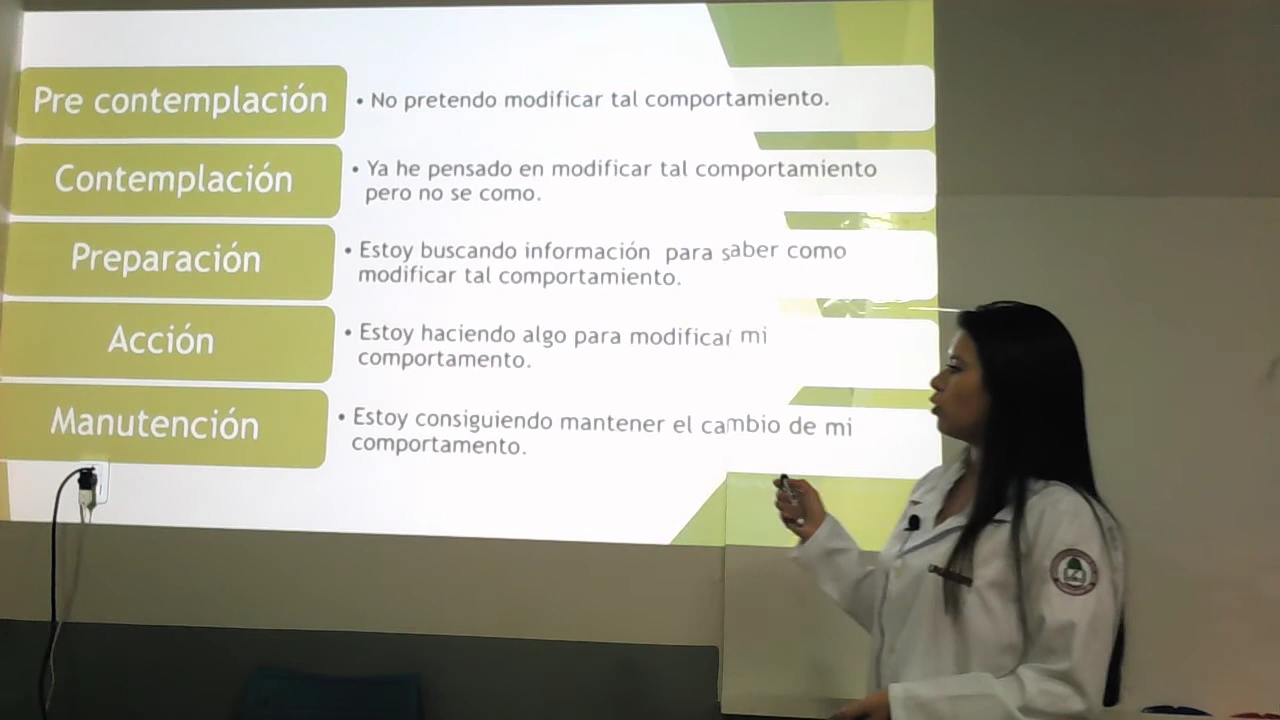 Pre contemplación
• No pretendo modificar tal comportamiento.
Contemplación
• Ya he pensado en modificar tal comportamiento
pero no se como.
Preparación
• Estoy buscando información para saber como
modificar tal comportamiento.
Acción
• Estoy haciendo algo para modificar mi
comportamento.
Manutención
• Estoy consiguiendo mantener el cambio de mi
comportamento.